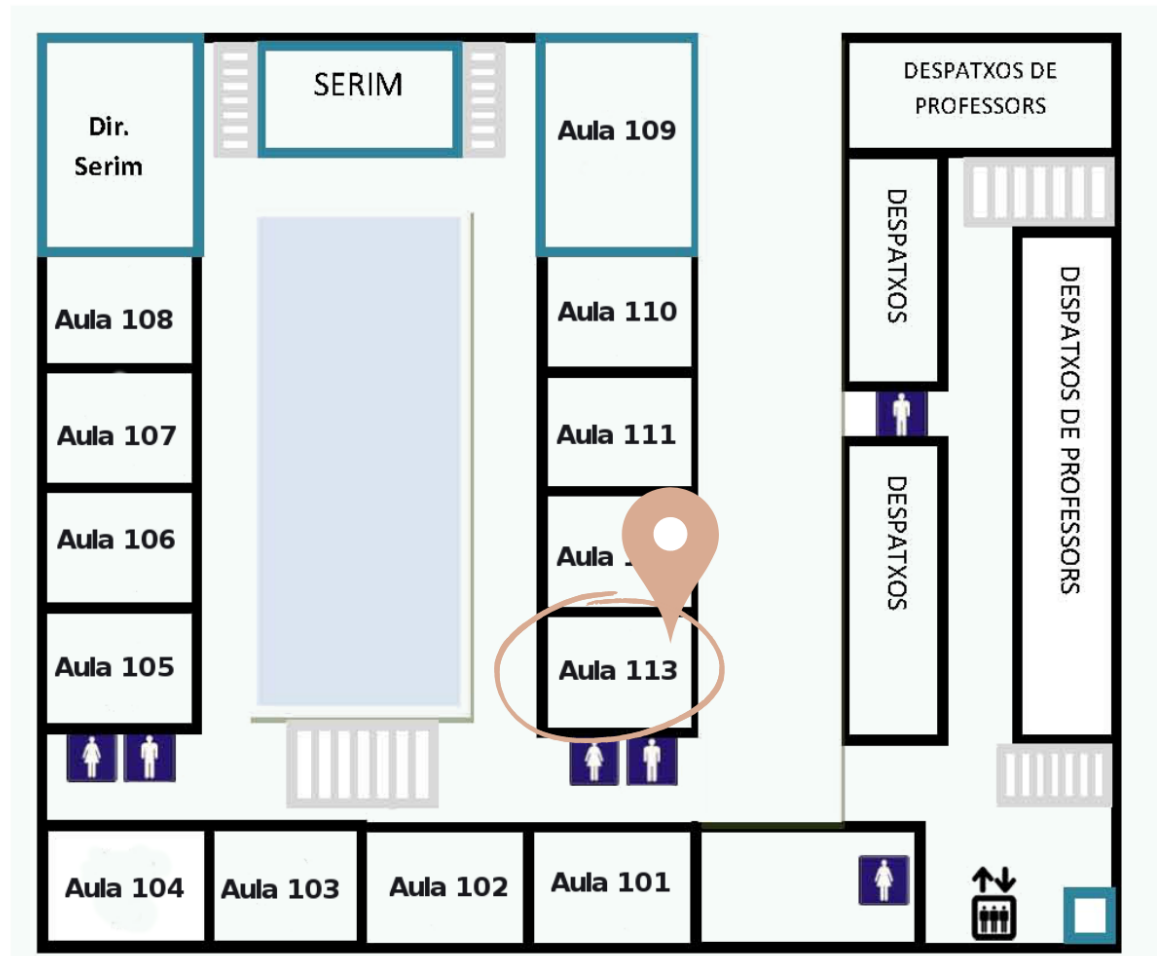 Dir.
Serim
SERIM
Aula 109
DESPATXOS DE
PROFESSORS
Aula 108
Aula 110
DESPATXOS
DESPATXOS DE PROFESSORS
Aula 107
Aula 111
Aula 106
Aula
DESPATXOS
Aula 105
Aula 113
Aula 104
Aula 103
Aula 102
Aula 101